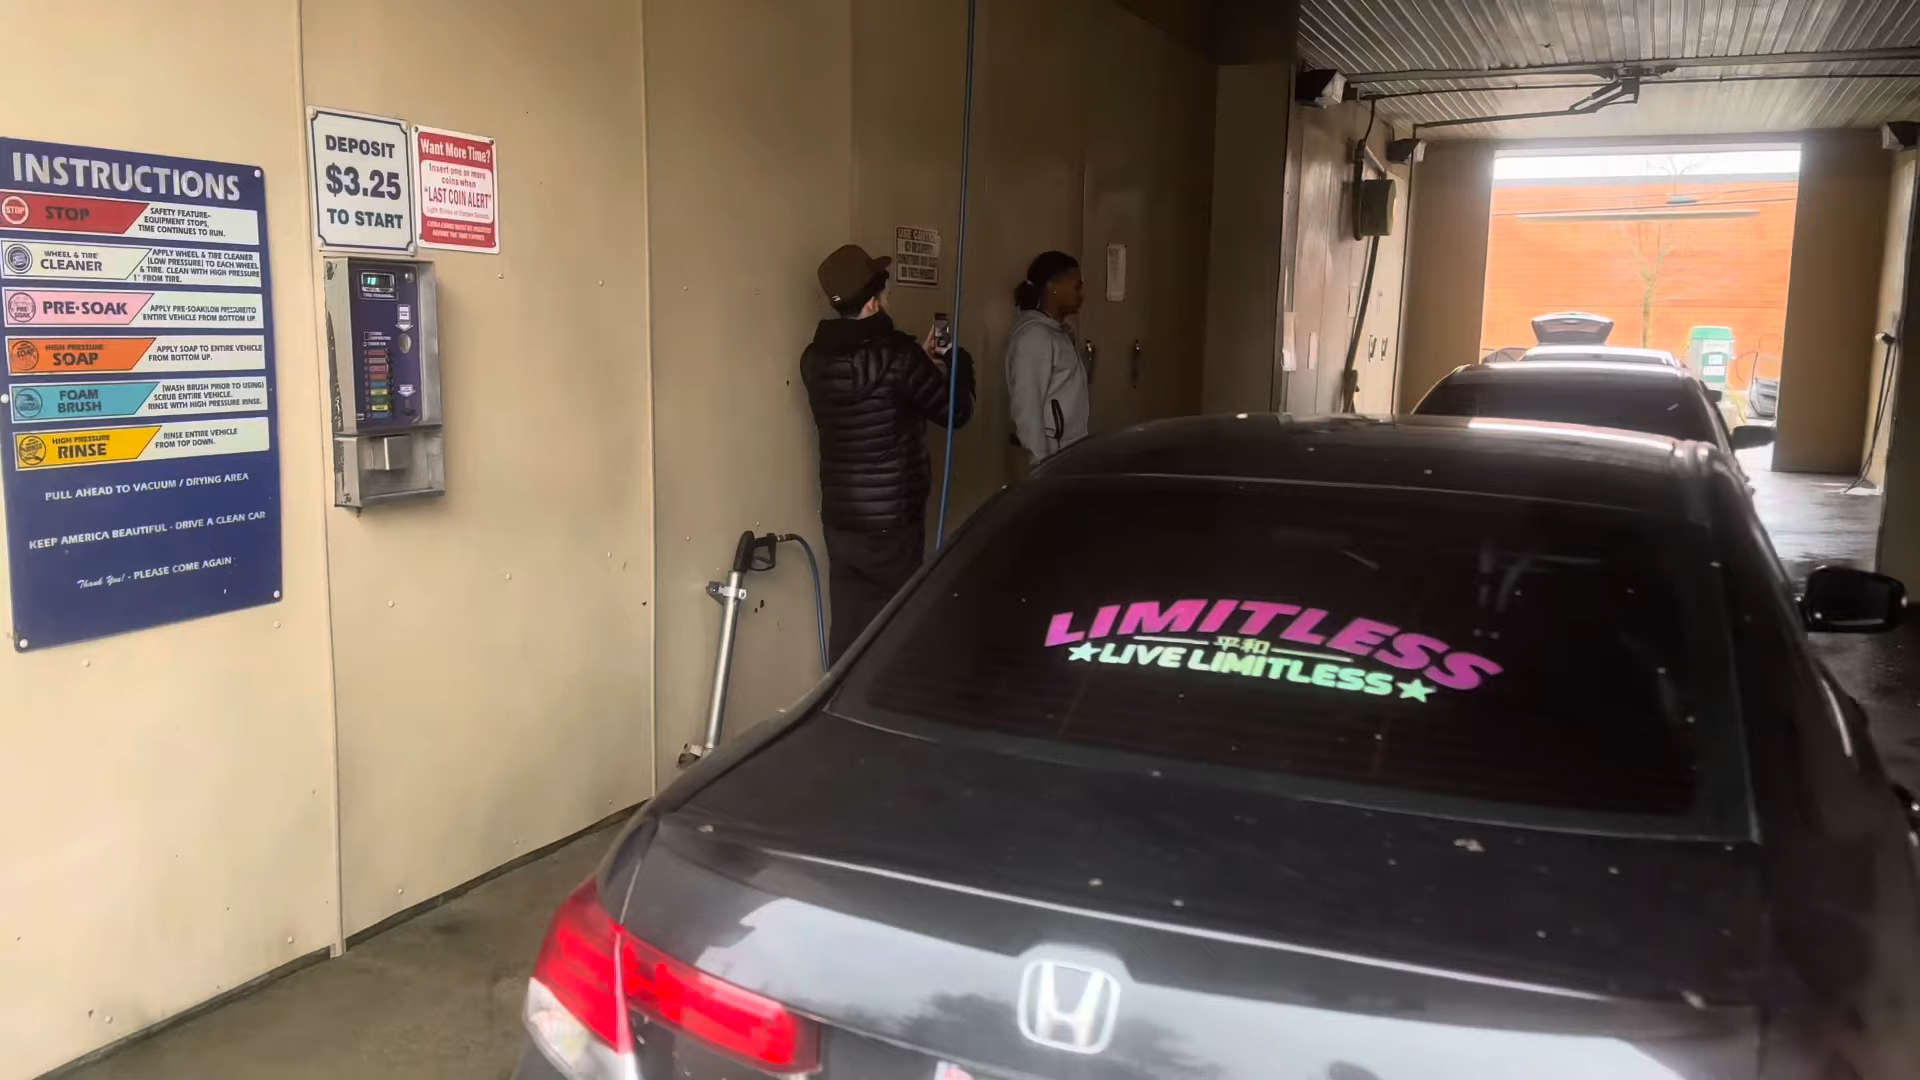 INSTRUCTIONS
STOP
STOP
SAFETY FEATURE-
EQUIPMENT STOPS,
TIME CONTINUES TO RUN.
WHEEL & TIRE
CLEANER
APPLY WHEEL & TIRE CLEANER
(LOW PRESSURE) TO EACH WHEEL
& TIRE. CLEAN WITH HIGH PRESSURE
1" FROM TIRE.
PRE-SOAK
APPLY PRE-SOAK(LOW PRESSURE)TO
ENTIRE VEHICLE FROM BOTTOM UP.
HIGH PRESSURE
SOAP
APPLY SOAP TO ENTIRE VEHICLE
FROM BOTTOM UP.
FOAM
BRUSH
(WASH BRUSH PRIOR TO USING)
SCRUB ENTIRE VEHICLE.
RINSE WITH HIGH PRESSURE RINSE.
HIGH PRESSURE
RINSE
RINSE ENTIRE VEHICLE
FROM TOP DOWN.
PULL AHEAD TO VACUUM / DRYING AREA
KEEP AMERICA BEAUTIFUL - DRIVE A CLEAN CAR
Thank You! - PLEASE COME AGAIN
DEPOSIT
$3.25
TO START
Want More Time?
Insert one or more
coins when
"LAST COIN ALERT"
USE CAUTION
LIMITLESS
平和
LIVE LIMITLESS